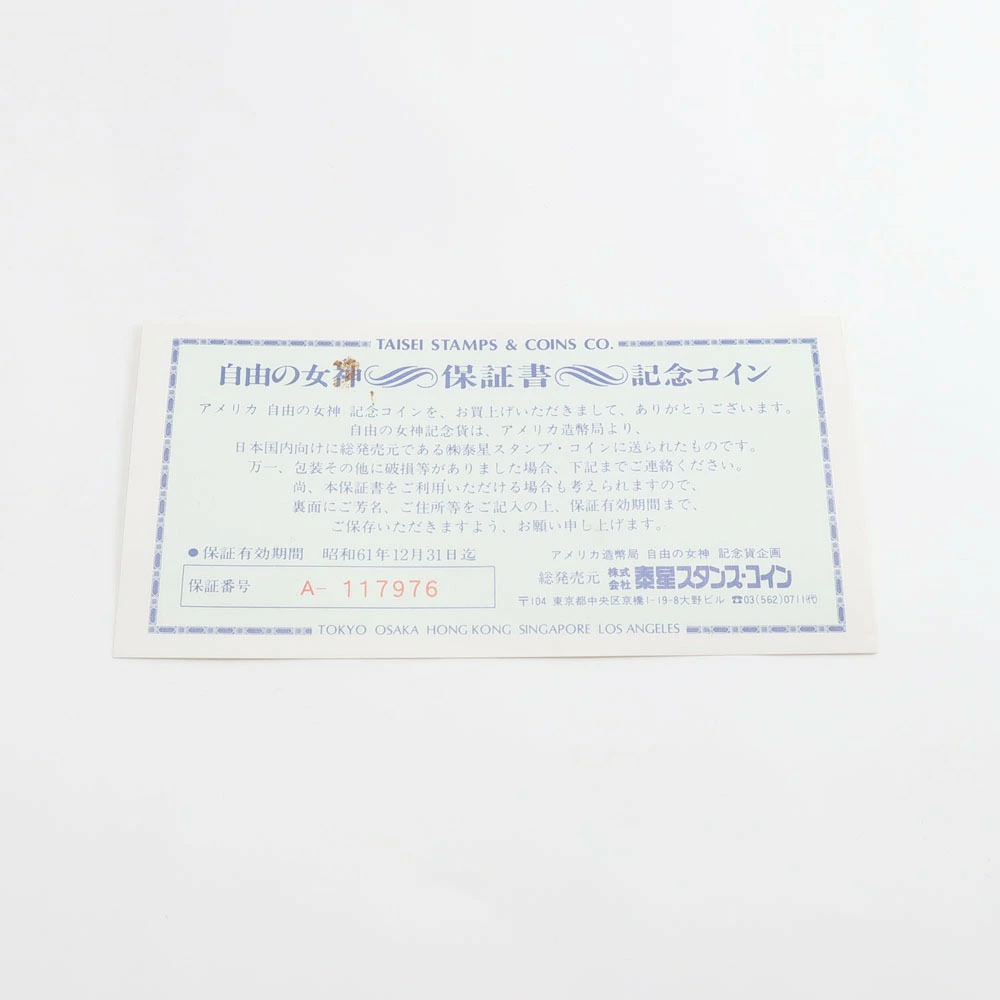 TAISEI STAMPS & COINS CO.
自由の女神 保証書 記念コイン
アメリカ 自由の女神 記念コインを、お買上げいただきまして、ありがとうございます。
自由の女神記念貨は、アメリカ造幣局より、
日本国内向けに総発売元である㈱泰星スタンプ・コインに送られたものです。
万一、包装その他に破損等がありました場合、下記までご連絡ください。
尚、本保証書をご利用いただける場合も考えられますので、
裏面にご芳名、ご住所等をご記入の上、保証有効期間まで、
ご保存いただきますよう、お願い申し上げます。
●保証有効期間 昭和61年12月31日迄
保証番号 A- 117976
アメリカ造幣局 自由の女神 記念貨企画
総発売元 株式会社 泰星スタンプ・コイン
〒104 東京都中央区京橋1-19-8大野ビル ☎03(562)0711㈹
TOKYO OSAKA HONG KONG SINGAPORE LOS ANGELES